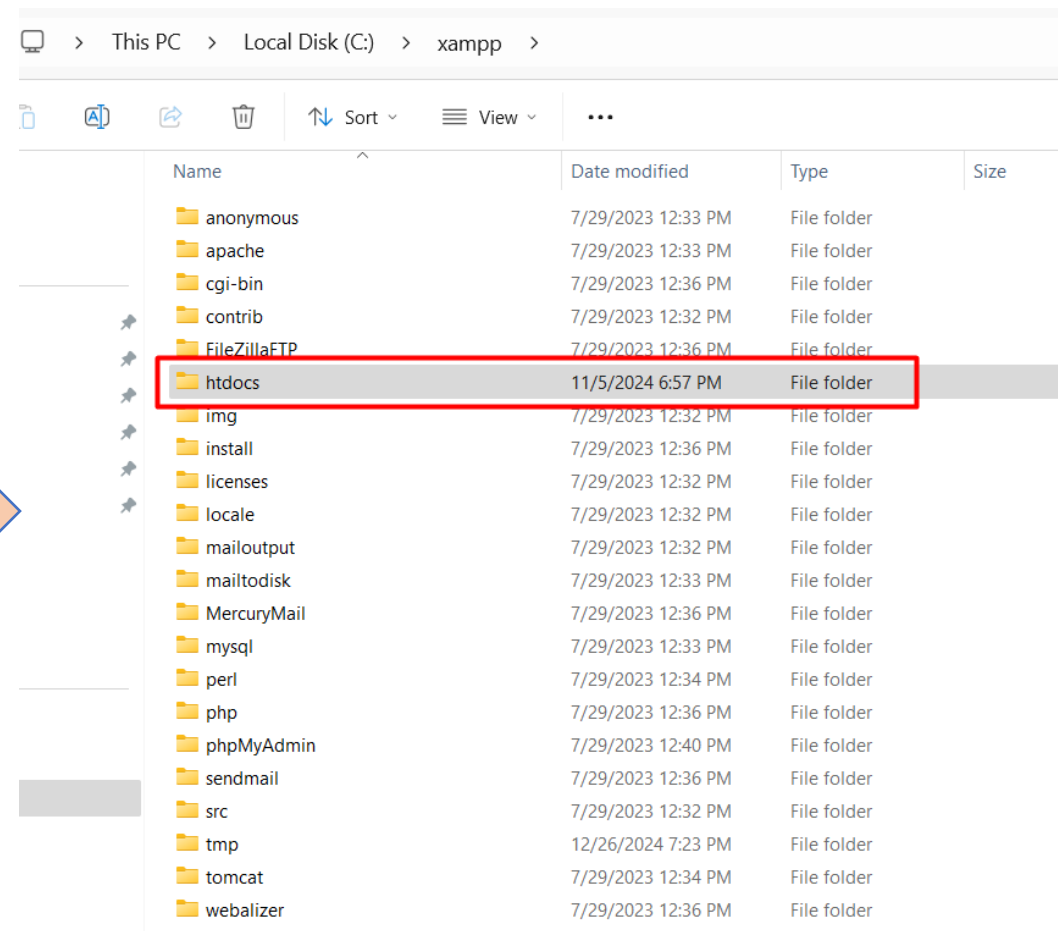 This PC > Local Disk (C:) > xampp >
Sort View ...
Name Date modified Type Size
anonymous 7/29/2023 12:33 PM File folder
apache 7/29/2023 12:33 PM File folder
cgi-bin 7/29/2023 12:36 PM File folder
contrib 7/29/2023 12:32 PM File folder
FileZillaFTP 7/29/2023 12:36 PM File folder
htdocs 11/5/2024 6:57 PM File folder
img 7/29/2023 12:32 PM File folder
install 7/29/2023 12:36 PM File folder
licenses 7/29/2023 12:32 PM File folder
locale 7/29/2023 12:32 PM File folder
mailoutput 7/29/2023 12:32 PM File folder
mailtodisk 7/29/2023 12:33 PM File folder
MercuryMail 7/29/2023 12:36 PM File folder
mysql 7/29/2023 12:33 PM File folder
perl 7/29/2023 12:34 PM File folder
php 7/29/2023 12:36 PM File folder
phpMyAdmin 7/29/2023 12:40 PM File folder
sendmail 7/29/2023 12:36 PM File folder
src 7/29/2023 12:32 PM File folder
tmp 12/26/2024 7:23 PM File folder
tomcat 7/29/2023 12:34 PM File folder
webalizer 7/29/2023 12:36 PM File folder